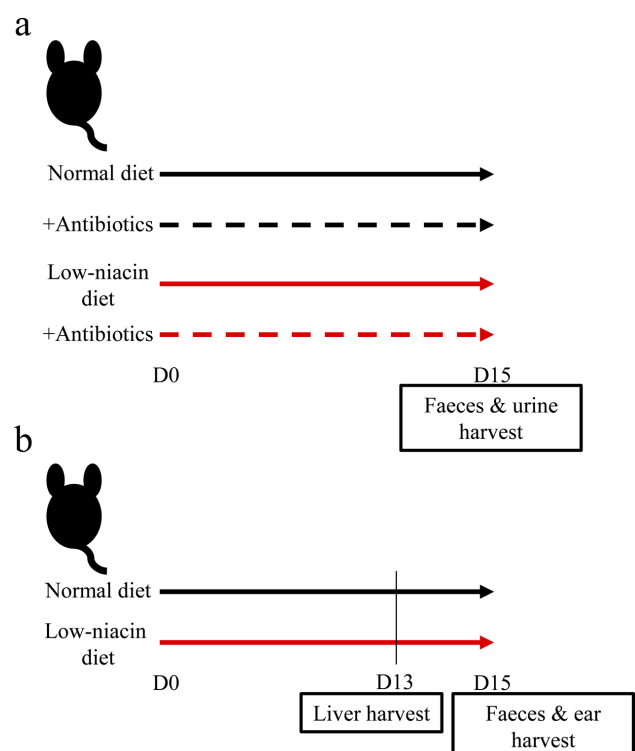 a
Normal diet
+Antibiotics
Low-niacin
diet
+Antibiotics
D0
D15
Faeces & urine
harvest
b
Normal diet
Low-niacin
diet
D0
D13
D15
Liver harvest
Faeces & ear
harvest